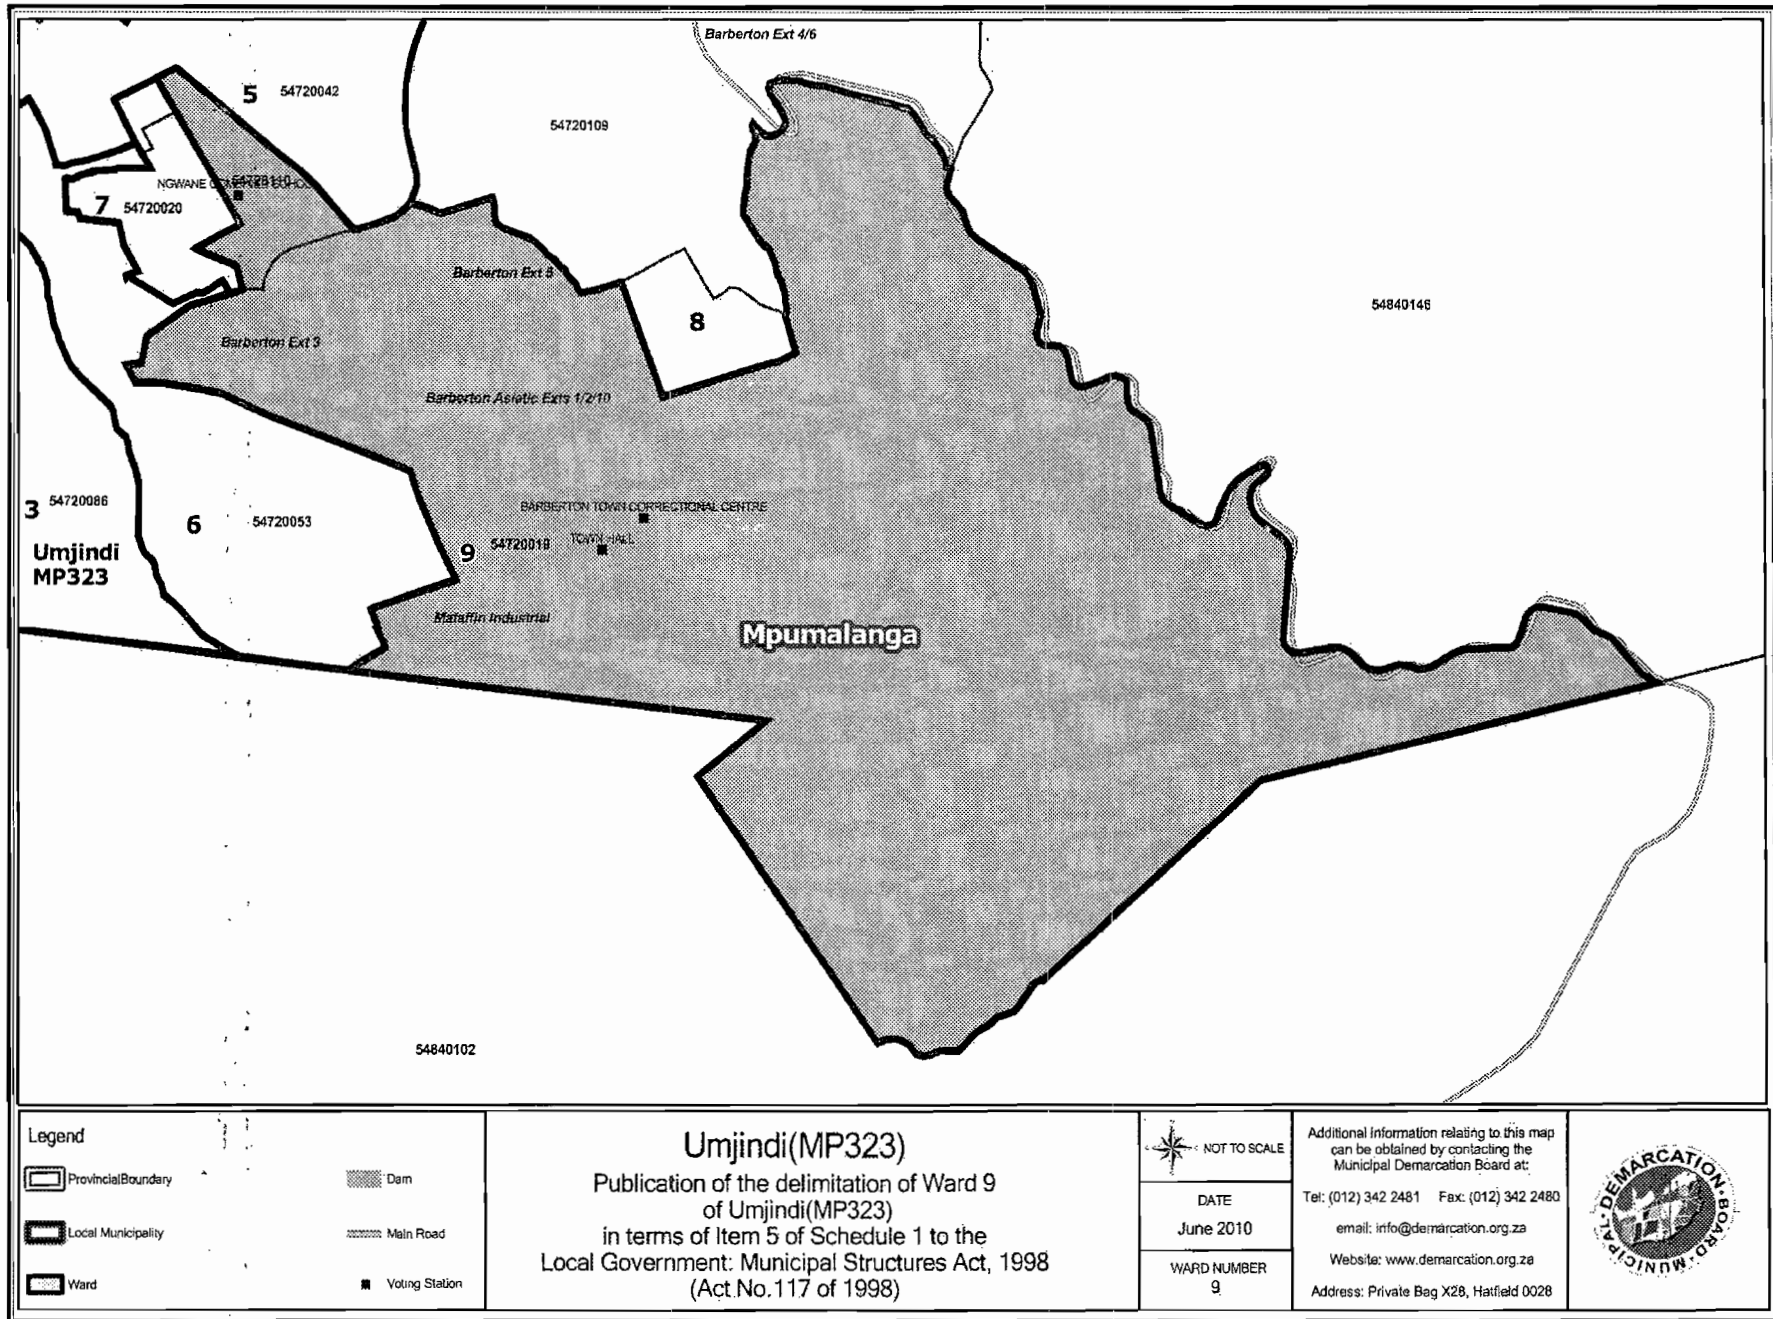 Barberton Ext 4/6
5 54720042
54720109
NGWANE
7 54720020
Barberton Ext 5
54840146
8
Barberton Ext 3
Barberton Asiatic Exts 1/2/10
3 54720086
6 54720053
BARBERTON TOWN CORRECTIONAL CENTRE
9 54720019 TOWN HALL
Umjindi
MP323
Mataffin Industrial
Mpumalanga
54840102
Legend
ProvincialBoundary
Dam
Local Municipality
Main Road
Ward
Voting Station
Umjindi(MP323)
Publication of the delimitation of Ward 9
of Umjindi(MP323)
in terms of Item 5 of Schedule 1 to the
Local Government: Municipal Structures Act, 1998
(Act.No.117 of 1998)
NOT TO SCALE
DATE
June 2010
WARD NUMBER
9
Additional Information relating to this map
can be obtained by contacting the
Municipal Demarcation Board at:
Tel: (012) 342 2481 Fax: (012) 342 2480
email: info@demarcation.org.za
Website: www.demarcation.org.za
Address: Private Bag X28, Hatfield 0028
MUNICIPAL DEMARCATION BOARD